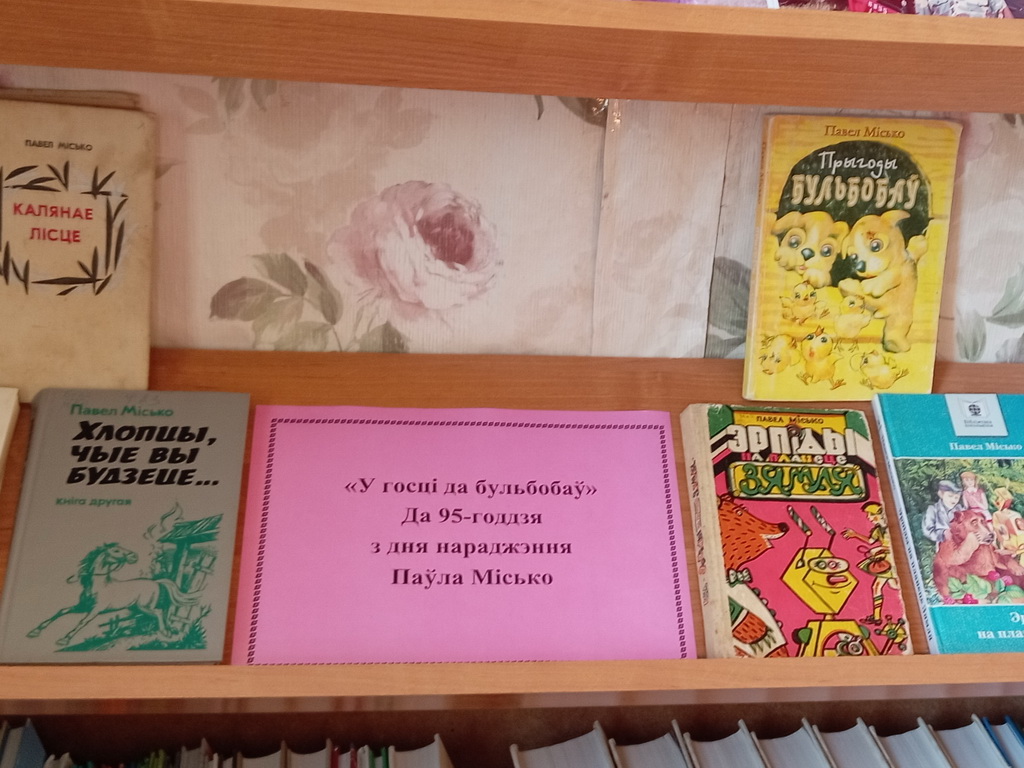 ПАВЕЛ МІСЬКО
КАЛЯНАЕ
ЛІСЦЕ
Павел Місько
Прыгоды
БУЛЬБОБАЎ
Павел Місько
ХЛОПЦЫ,
ЧЫЕ ВЫ
БУДЗЕЦЕ...
кніга другая
«У госці да бульбобаў»
Да 95-годдзя
з дня нараджэння
Паўла Місько
ПАВЕЛ МІСЬКО
ЭРПІДЫ
НА ПЛАНЕЦЕ
ЗЯМЛЯ
Павел Місько